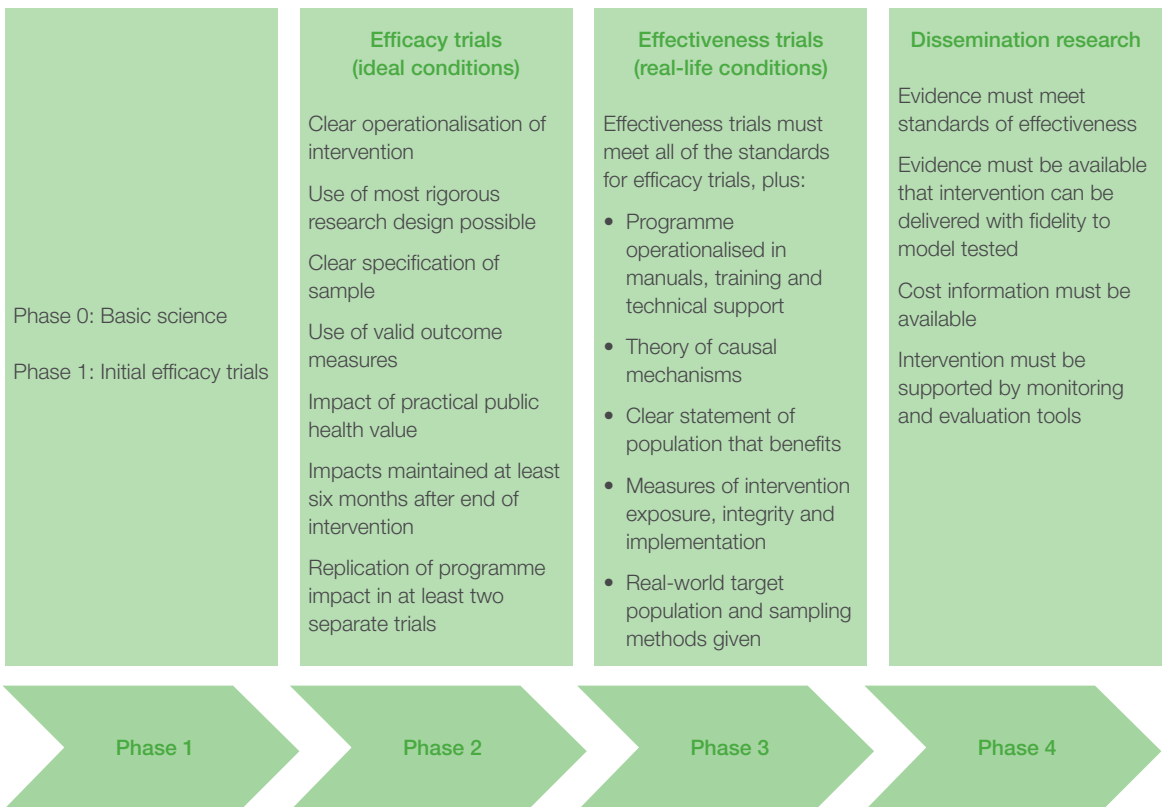 Phase 0: Basic science
Phase 1: Initial efficacy trials
Efficacy trials
(ideal conditions)
Clear operationalisation of
intervention
Use of most rigorous
research design possible
Clear specification of
sample
Use of valid outcome
measures
Impact of practical public
health value
Impacts maintained at least
six months after end of
intervention
Replication of programme
impact in at least two
separate trials
Effectiveness trials
(real-life conditions)
Effectiveness trials must
meet all of the standards
for efficacy trials, plus:
• Programme
operationalised in
manuals, training and
technical support
• Theory of causal
mechanisms
• Clear statement of
population that benefits
• Measures of intervention
exposure, integrity and
implementation
• Real-world target
population and sampling
methods given
Dissemination research
Evidence must meet
standards of effectiveness
Evidence must be available
that intervention can be
delivered with fidelity to
model tested
Cost information must be
available
Intervention must be
supported by monitoring
and evaluation tools
Phase 1
Phase 2
Phase 3
Phase 4